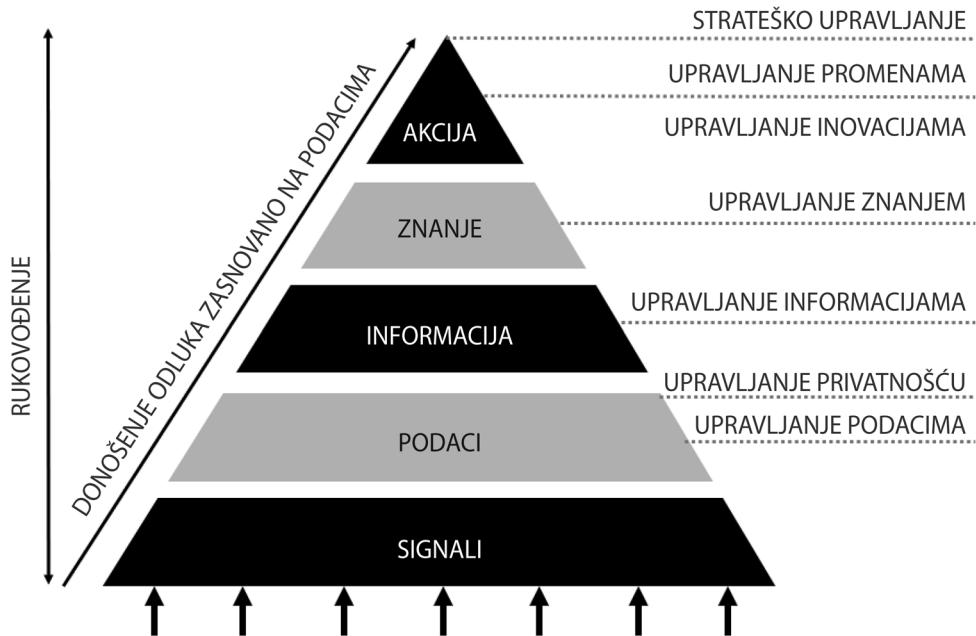 STRATEŠKO UPRAVLJANJE
UPRAVLJANJE PROMENAMA
AKCIJA
UPRAVLJANJE INOVACIJAMA
UPRAVLJANJE ZNANJEM
ZNANJE
UPRAVLJANJE INFORMACIJAMA
INFORMACIJA
UPRAVLJANJE PRIVATNOŠĆU
UPRAVLJANJE PODACIMA
PODACI
SIGNALI
RUKOVOĐENJE
DONOŠENJE ODLUKA ZASNOVANO NA PODACIMA